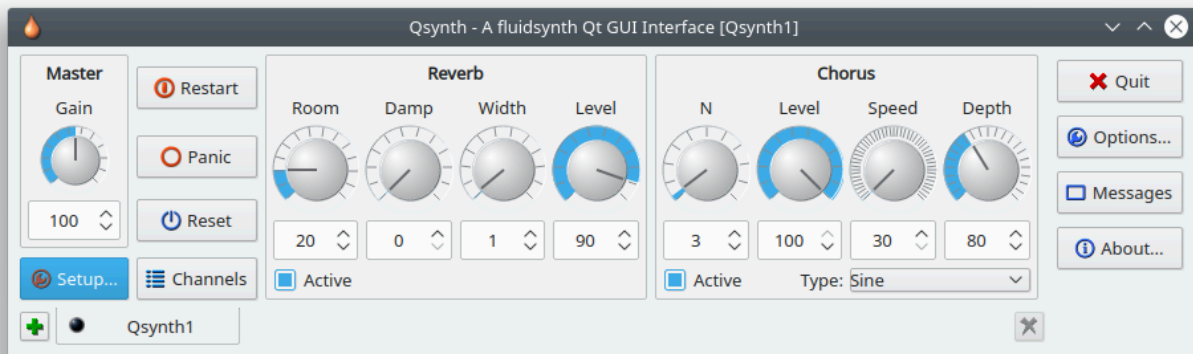 Qsynth - A fluidsynth Qt GUI Interface [Qsynth1]
Master
Gain
100
Restart
Panic
Reset
Setup...
Channels
Reverb
Room Damp Width Level
20 0 1 90
Active
Chorus
N Level Speed Depth
3 100 30 80
Active Type: Sine
Quit
Options...
Messages
About...
Qsynth1